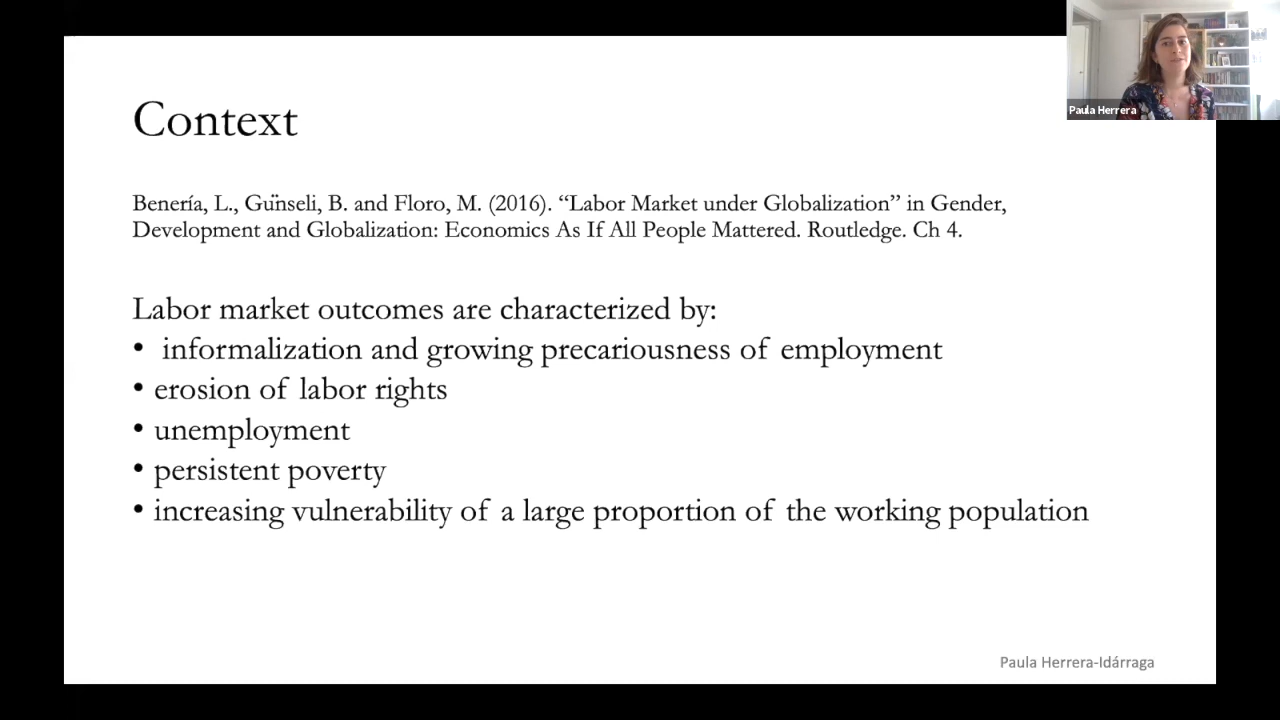 Context
Paula Herrera
Benería, L., Günseli, B. and Floro, M. (2016). “Labor Market under Globalization” in Gender,
Development and Globalization: Economics As If All People Mattered. Routledge. Ch 4.
Labor market outcomes are characterized by:
• informalization and growing precariousness of employment
• erosion of labor rights
• unemployment
• persistent poverty
• increasing vulnerability of a large proportion of the working population
Paula Herrera-Idárraga